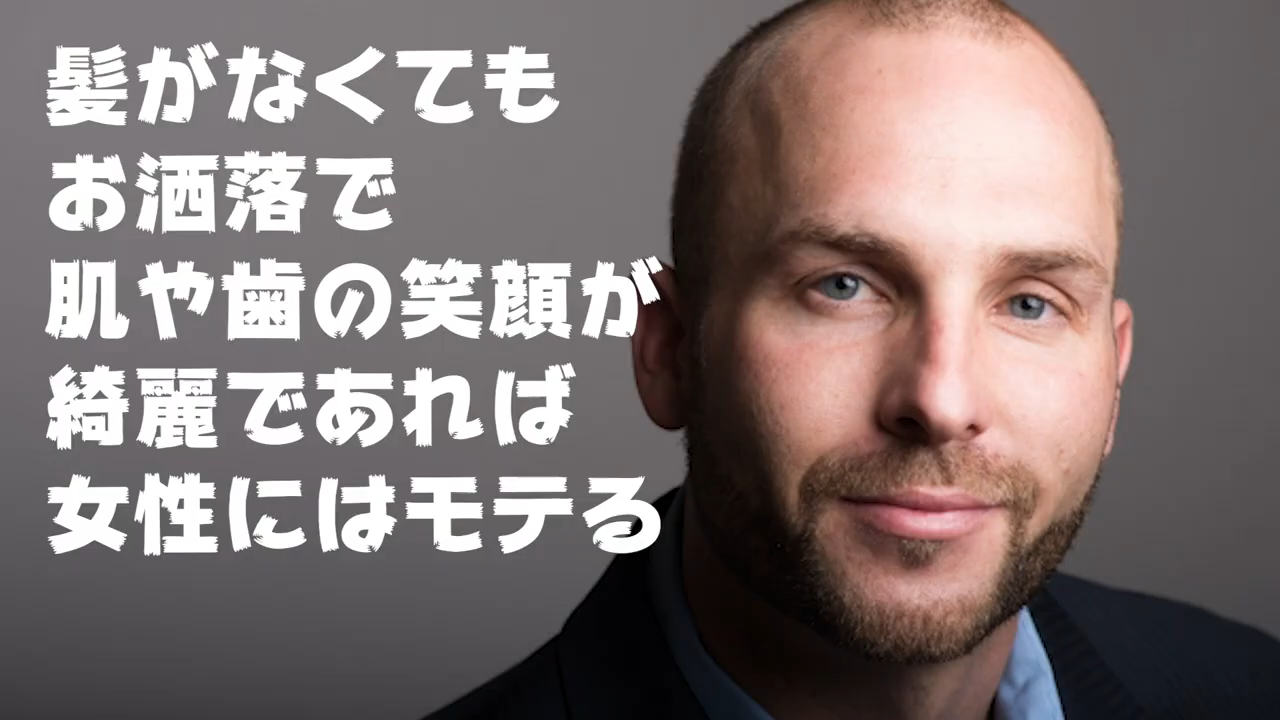 髪がなくても
お洒落で
肌や歯の笑顔が
綺麗であれば
女性にはモテる